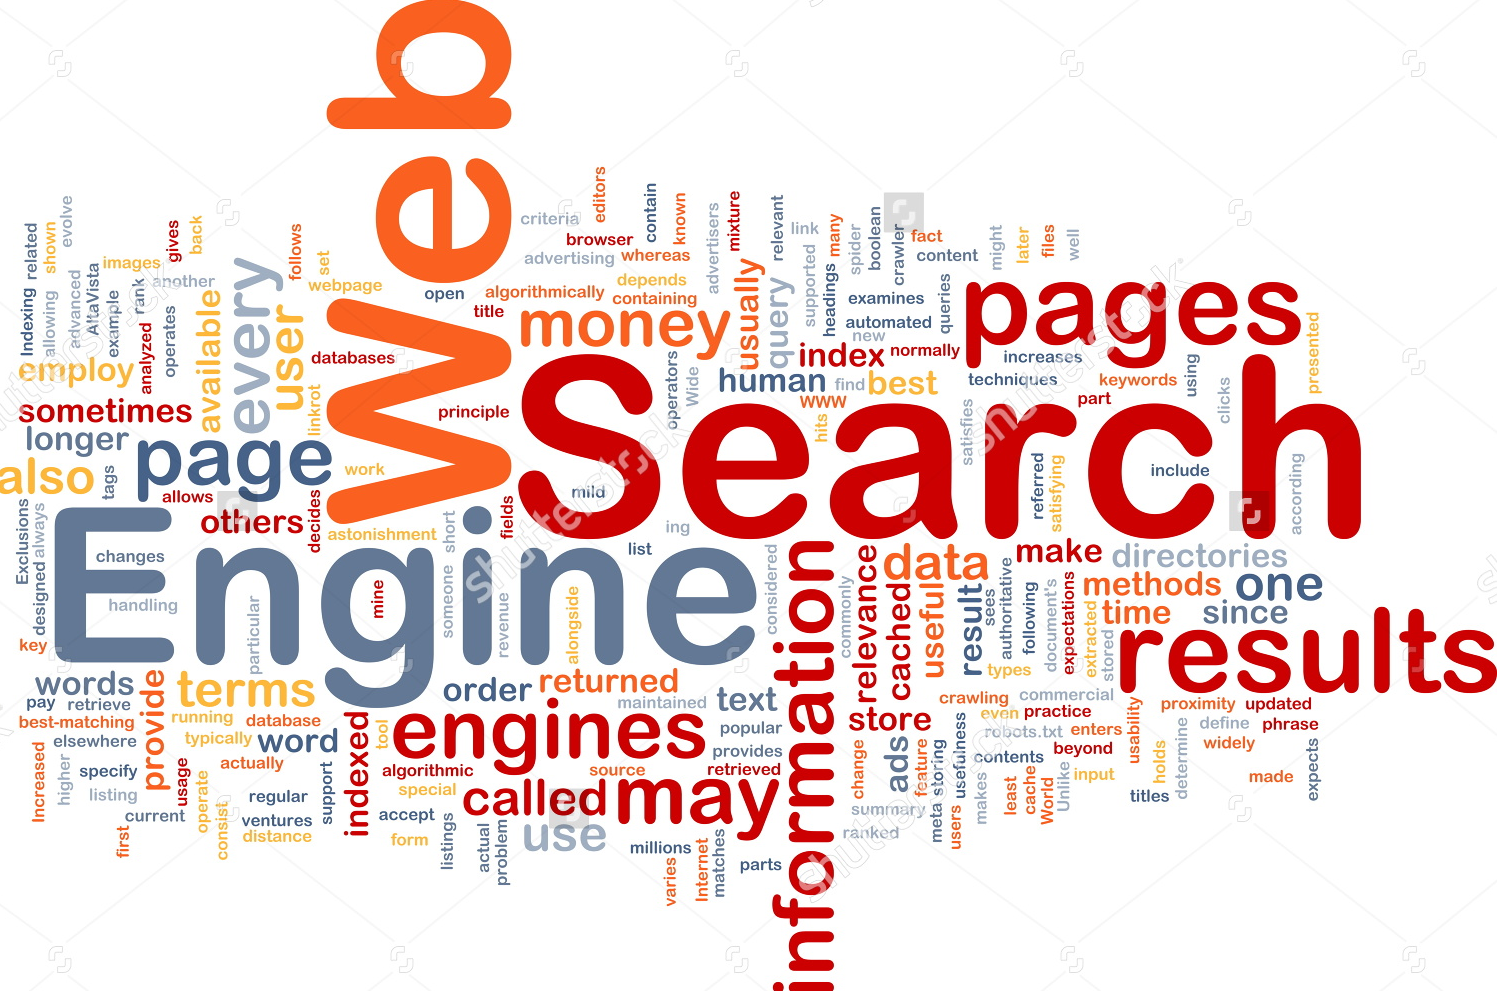 Web
Search
Engine
pages
results
information
money
page
engines
may
called
evolve
related
shown
Indexing
allowing
advanced
AltaVista
example
images
rank
another
gives
back
analyzed
operates
available
every
user
follows
set
webpage
databases
linkrot
employ
sometimes
longer
also
tags
allows
others
decides
work
astonishment
principle
open
title
algorithmically
criteria
editors
browser
advertising
whereas
contain
known
depends
containing
advertisers
mixture
usually
query
relevant
link
supported
many
headings
spider
boolean
crawler
fact
content
examines
automated
new
queries
might
later
files
well
index
normally
human
find
best
www
hits
operators
Wide
increases
techniques
keywords
part
using
clicks
presented
satisfies
referred
satisfying
include
according
mild
ing
list
fields
short
someone
revenue
alongside
considered
Exclusions
always
designed
key
changes
handling
particular
mine
words
pay
retrieve
best-matching
elsewhere
Increased
higher
specify
listing
current
first
provide
usage
terms
running
database
typically
word
actually
operate
consist
regular
ventures
distance
support
indexed
tool
order
returned
maintained
text
popular
provides
algorithmic
special
source
retrieved
accept
form
listings
actual
problem
use
millions
varies
Internet
matches
parts
commonly
relevance
cached
data
useful
result
sees
authoritative
following
document's
expectations
extracted
stored
types
make
directories
methods
one
time
since
crawling
commercial
even
practice
store
robots.txt
enters
beyond
contents
change
ads
feature
storing
usefulness
summary
ranked
meta
users
makes
least
cache
World
Unlike
input
usability
holds
determine
titles
proximity
updated
define
phrase
widely
made
expects
shutterstock